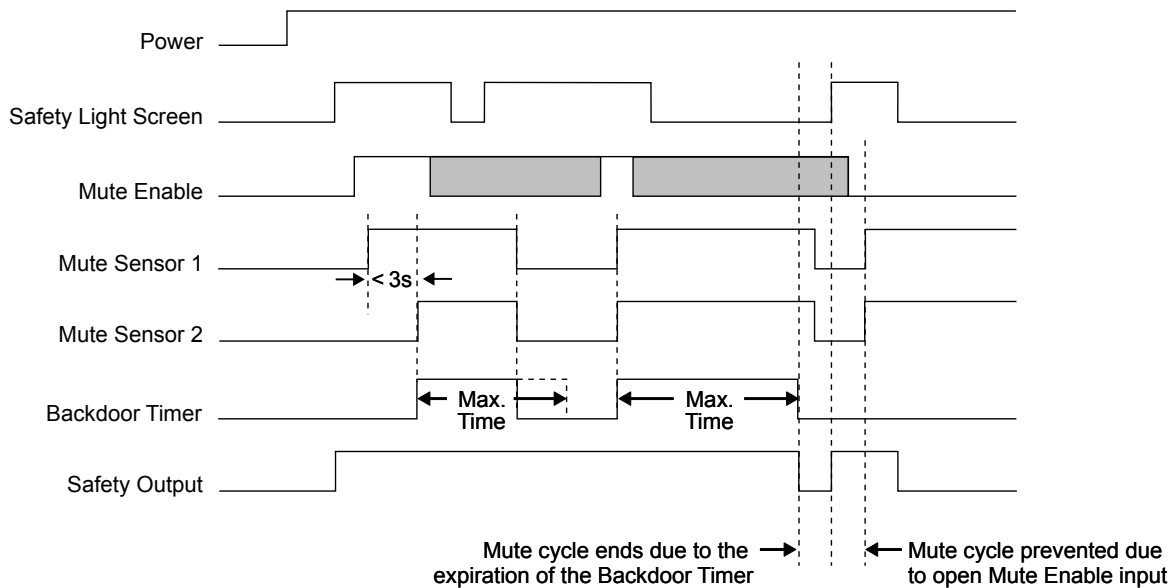 Power
Safety Light Screen
Mute Enable
Mute Sensor 1
< 3s
Mute Sensor 2
Backdoor Timer
Max.
Time
Max.
Time
Safety Output
Mute cycle ends due to the
expiration of the Backdoor Timer
Mute cycle prevented due
to open Mute Enable input